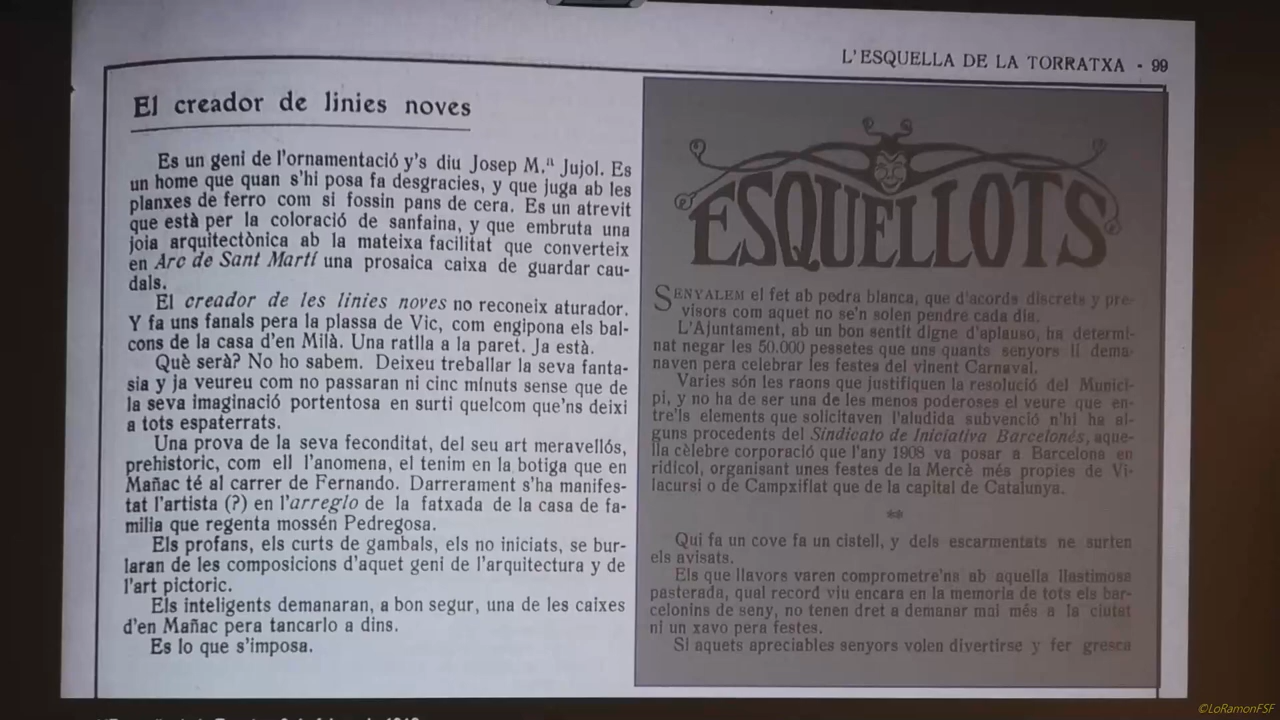 L'ESQUELLA DE LA TORRATXA - 99
El creador de linies noves
Es un geni de l'ornamentació y's diu Josep M.ª Jujol. Es
un home que quan s'hi posa fa desgracies, y que juga ab les
planxes de ferro com si fossin pans de cera. Es un atrevit
que està per la coloració de sanfaina, y que embruta una
joia arquitectònica ab la mateixa facilitat que converteix
en Arc de Sant Martí una prosaica caixa de guardar cau-
dals.
El creador de les linies noves no reconeix aturador.
Y fa uns fanals pera la plassa de Vic, com engipona els bal-
cons de la casa d'en Milà. Una ratlla a la paret. Ja està.
Què serà? No ho sabem. Deixeu treballar la seva fanta-
sia y ja veureu com no passaran ni cinc minuts sense que de
la seva imaginació portentosa en surti quelcom que'ns deixi
a tots espaterrats.
Una prova de la seva feconditat, del seu art meravellós,
prehistoric, com ell l'anomena, el tenim en la botiga que en
Mañac té al carrer de Fernando. Darrerament s'ha manifes-
tat l'artista (?) en l'arreglo de la fatxada de la casa de fa-
milia que regenta mossén Pedregosa.
Els profans, els curts de gambals, els no iniciats, se bur-
laran de les composicions d'aquet geni de l'arquitectura y de
l'art pictoric.
Els inteligents demanaran, a bon segur, una de les caixes
d'en Mañac pera tancarlo a dins.
Es lo que s'imposa.
ESQUELLOTS
SENYALEM el fet ab pedra blanca, que d'acords discrets y pre-
visors com aquet no se'n solen pendre cada dia.
L'Ajuntament, ab un bon sentit digne d'aplauso, ha determi-
nat negar les 50.000 pessetes que uns quants senyors li dema-
naven pera celebrar les festes del vinent Carnaval.
Varies són les raons que justifiquen la resolució del Munici-
pi, y no ha de ser una de les menos poderoses el veure que en-
tre'ls elements que solicitaven l'aludida subvenció n'hi ha al-
guns procedents del Sindicato de Iniciativa Barcelonés, aque-
lla cèlebre corporació que l'any 1908 va posar a Barcelona en
ridicol, organisant unes festes de la Mercè més propies de Vi-
lacursi o de Campxiflat que de la capital de Catalunya.
**
Qui fa un cove fa un cistell, y dels escarmentats ne surten
els avisats.
Els que llavors varen comprometre'ns ab aquella llastimosa
pasterada, qual record viu encara en la memoria de tots els bar-
celonins de seny, no tenen dret a demanar mai més a la ciutat
ni un xavo pera festes.
Si aquets apreciables senyors volen divertirse y fer gresca
©LoRamonFSF